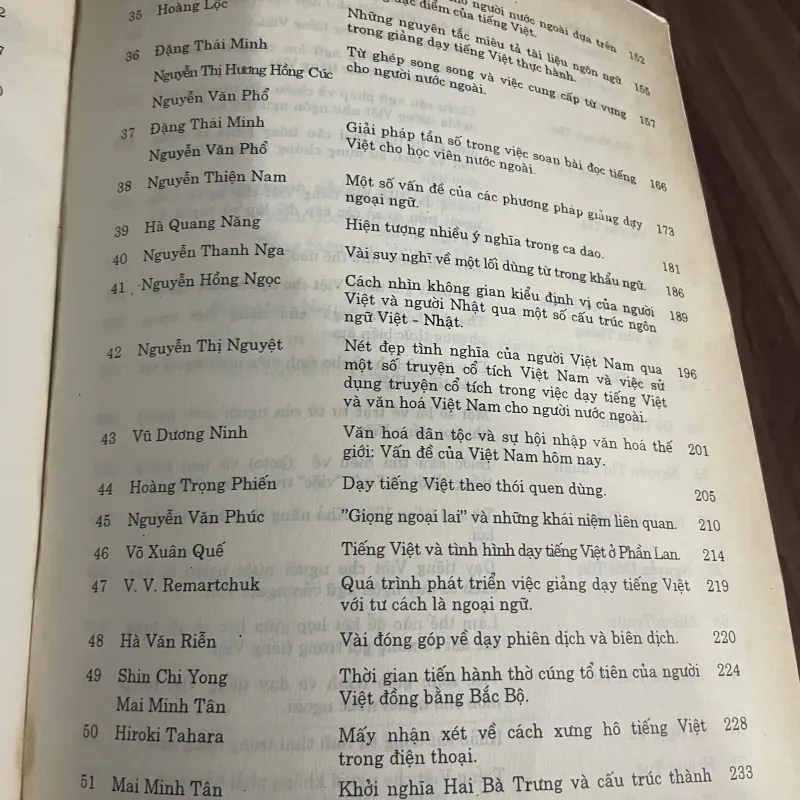 cho người nước ngoài dựa trên
đặc điểm của tiếng Việt. 152
35 Hoàng Lộc Những nguyên tắc miêu tả tài liệu ngôn ngữ
trong giảng dạy tiếng Việt thực hành. 155
36 Đặng Thái Minh Từ ghép song song và việc cung cấp từ vựng
Nguyễn Thị Hương Hồng Cúc cho người nước ngoài. 157
Nguyễn Văn Phổ
37 Đặng Thái Minh Giải pháp tần số trong việc soạn bài đọc tiếng
Nguyễn Văn Phổ Việt cho học viên nước ngoài. 166
38 Nguyễn Thiện Nam Một số vấn đề của các phương pháp giảng dạy
ngoại ngữ. 173
39 Hà Quang Năng Hiện tượng nhiều ý nghĩa trong ca dao. 181
40 Nguyễn Thanh Nga Vài suy nghĩ về một lối dùng từ trong khẩu ngữ. 186
41 Nguyễn Hồng Ngọc Cách nhìn không gian kiểu định vị của người 189
Việt và người Nhật qua một số cấu trúc ngôn
ngữ Việt - Nhật.
42 Nguyễn Thị Nguyệt Nét đẹp tình nghĩa của người Việt Nam qua 196
một số truyện cổ tích Việt Nam và việc sử
dụng truyện cổ tích trong việc dạy tiếng Việt
và văn hoá Việt Nam cho người nước ngoài.
43 Vũ Dương Ninh Văn hoá dân tộc và sự hội nhập văn hoá thế 201
giới: Vấn đề của Việt Nam hôm nay.
44 Hoàng Trọng Phiến Dạy tiếng Việt theo thói quen dùng. 205
45 Nguyễn Văn Phúc "Giọng ngoại lai" và những khái niệm liên quan. 210
46 Võ Xuân Quế Tiếng Việt và tình hình dạy tiếng Việt ở Phần Lan. 214
47 V. V. Remartchuk Quá trình phát triển việc giảng dạy tiếng Việt 219
với tư cách là ngoại ngữ.
48 Hà Văn Riễn Vài đóng góp về dạy phiên dịch và biên dịch. 220
49 Shin Chi Yong Thời gian tiến hành thờ cúng tổ tiên của người 224
Mai Minh Tân Việt đồng bằng Bắc Bộ.
50 Hiroki Tahara Mấy nhận xét về cách xưng hô tiếng Việt 228
trong điện thoại.
51 Mai Minh Tân Khởi nghĩa Hai Bà Trưng và cấu trúc thành 233